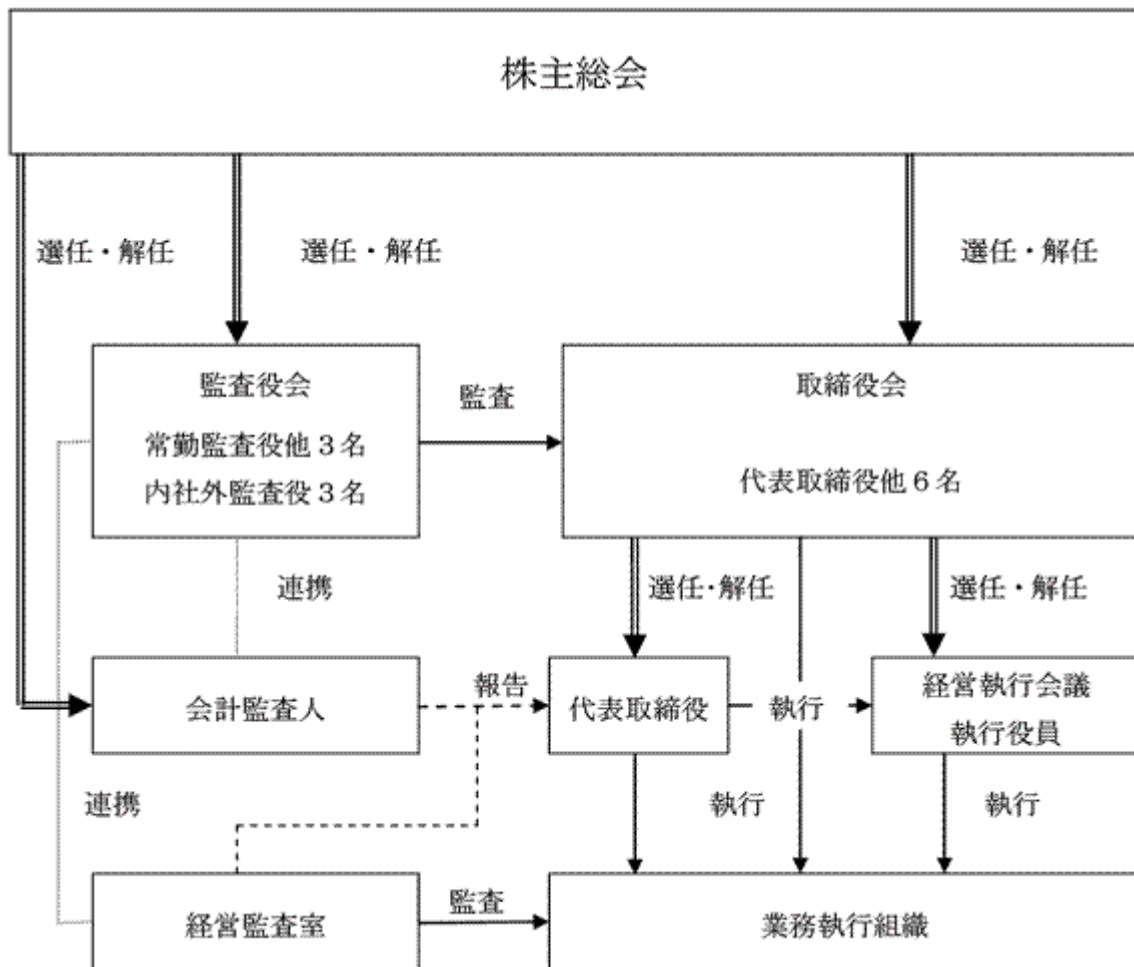 株主総会
選任・解任
選任・解任
選任・解任
監査役会
常勤監査役他３名
内社外監査役３名
監査
取締役会
代表取締役他６名
連携
選任・解任
選任・解任
会計監査人
報告
代表取締役
執行
経営執行会議
執行役員
連携
執行
執行
経営監査室
監査
業務執行組織